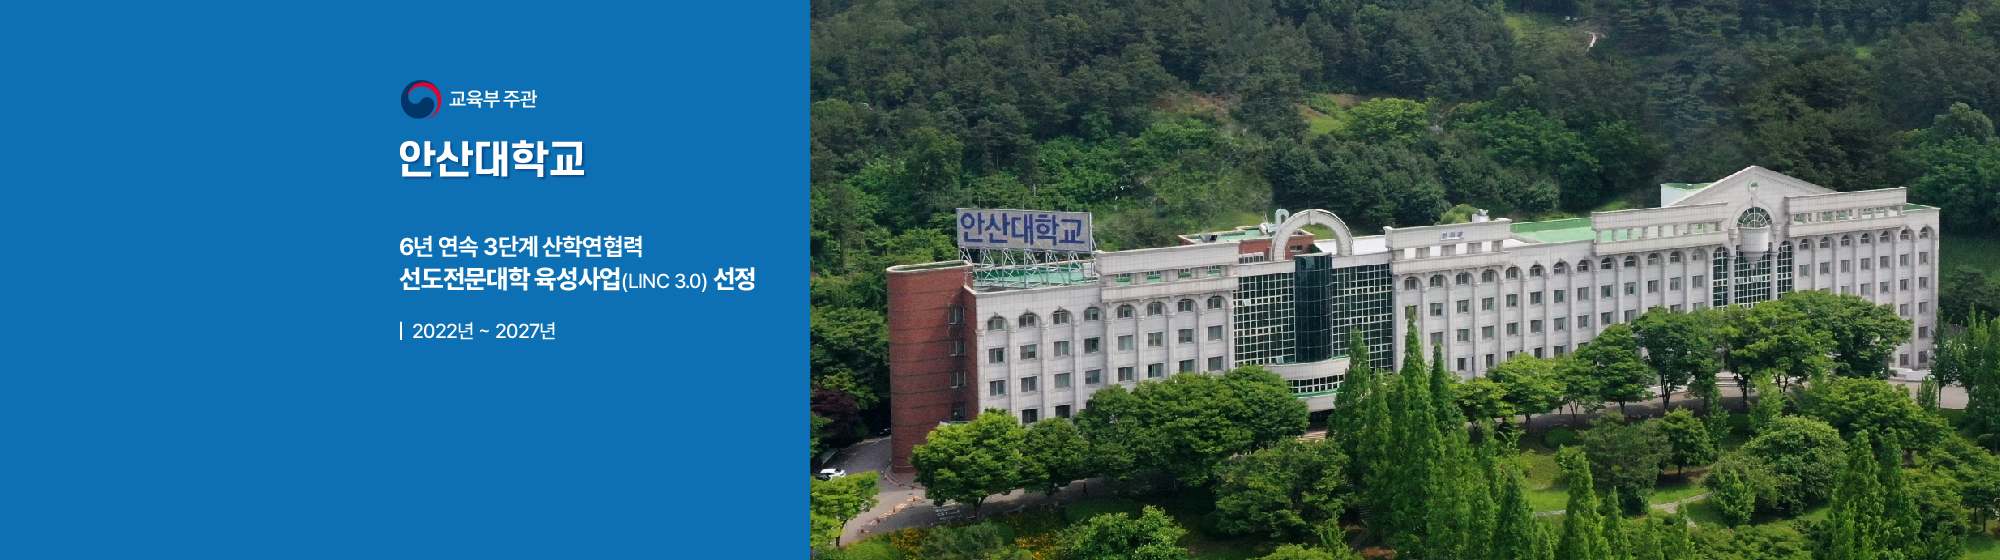 교육부 주관
안산대학교
6년 연속 3단계 산학연협력
선도전문대학 육성사업(LINC 3.0) 선정
2022년 ~ 2027년
안산대학교